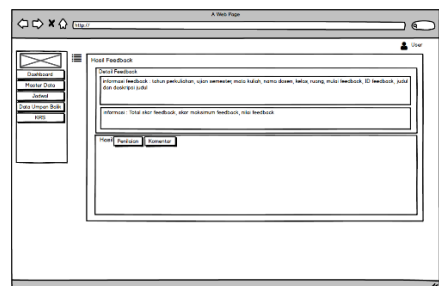 A Web Page
http://
User
Dashboard
Master Data
Jadwal
Data Umpan Balik
KRS
Hasil Feedback
Detail Feedback
informasi feedback : tahun perkuliahan, ujian semester, mata kuliah, nama dosen, kelas, ruang, mulai feedback, ID feedback, judul
dan deskripsi judul
informasi : Total skor feedback, skor maksimum feedback, nilai feedback
Hasil Penilaian Komentar